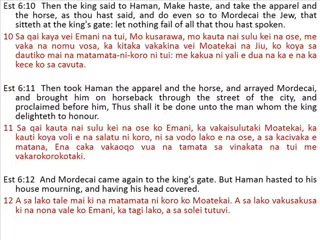 Est 6:10 Then the king said to Haman, Make haste, and take the apparel and
the horse, as thou hast said, and do even so to Mordecai the Jew, that
sitteth at the king's gate: let nothing fail of all that thou hast spoken.
10 Sa qai kaya vei Emani na tui, Mo kusarawa, mo kauta nai sulu kei na ose, me
vaka na nomu vosa, ka kitaka vakakina vei Moatekai na Jiu, ko koya sa
dautiko mai na matamata-ni-koro ni tui: me kakua ni yali e dua na ka e na ka
kece ko sa cavuta.
Est 6:11 Then took Haman the apparel and the horse, and arrayed Mordecai,
and brought him on horseback through the street of the city, and
proclaimed before him, Thus shall it be done unto the man whom the king
delighteth to honour.
11 Sa qai kauta nai sulu kei na ose ko Emani, ka vakaisulutaki Moatekai, ka
kauti koya voli e na salatu ni koro, ni sa vodo lako e na ose, a sa kacivaka e
matana, Ena caka vakaoqo vua na tamata sa vinakata na tui me
vakarokorokotaki.
Est 6:12 And Mordecai came again to the king's gate. But Haman hasted to his
house mourning, and having his head covered.
12 A sa lako tale mai ki na matamata ni koro ko Moatekai. A sa lako vakusakusa
ki na nona vale ko Emani, ka tagi lako, a sa solei tutuvi.